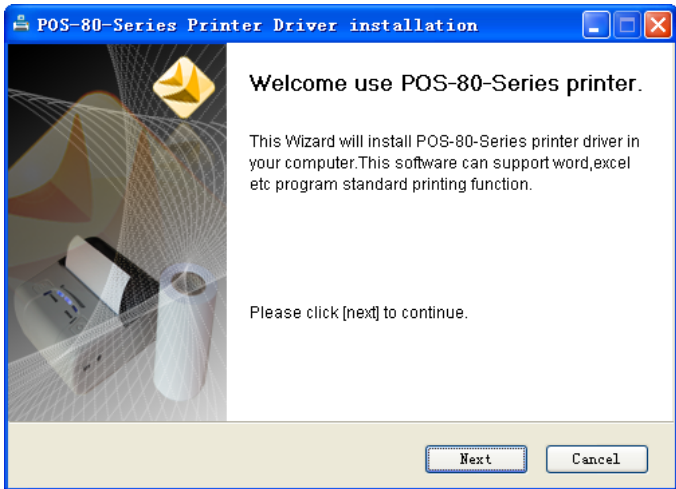 POS-80-Series Printer Driver installation
Welcome use POS-80-Series printer.
This Wizard will install POS-80-Series printer driver in
your computer.This software can support word,excel
etc program standard printing function.
Please click [next] to continue.
Next
Cancel